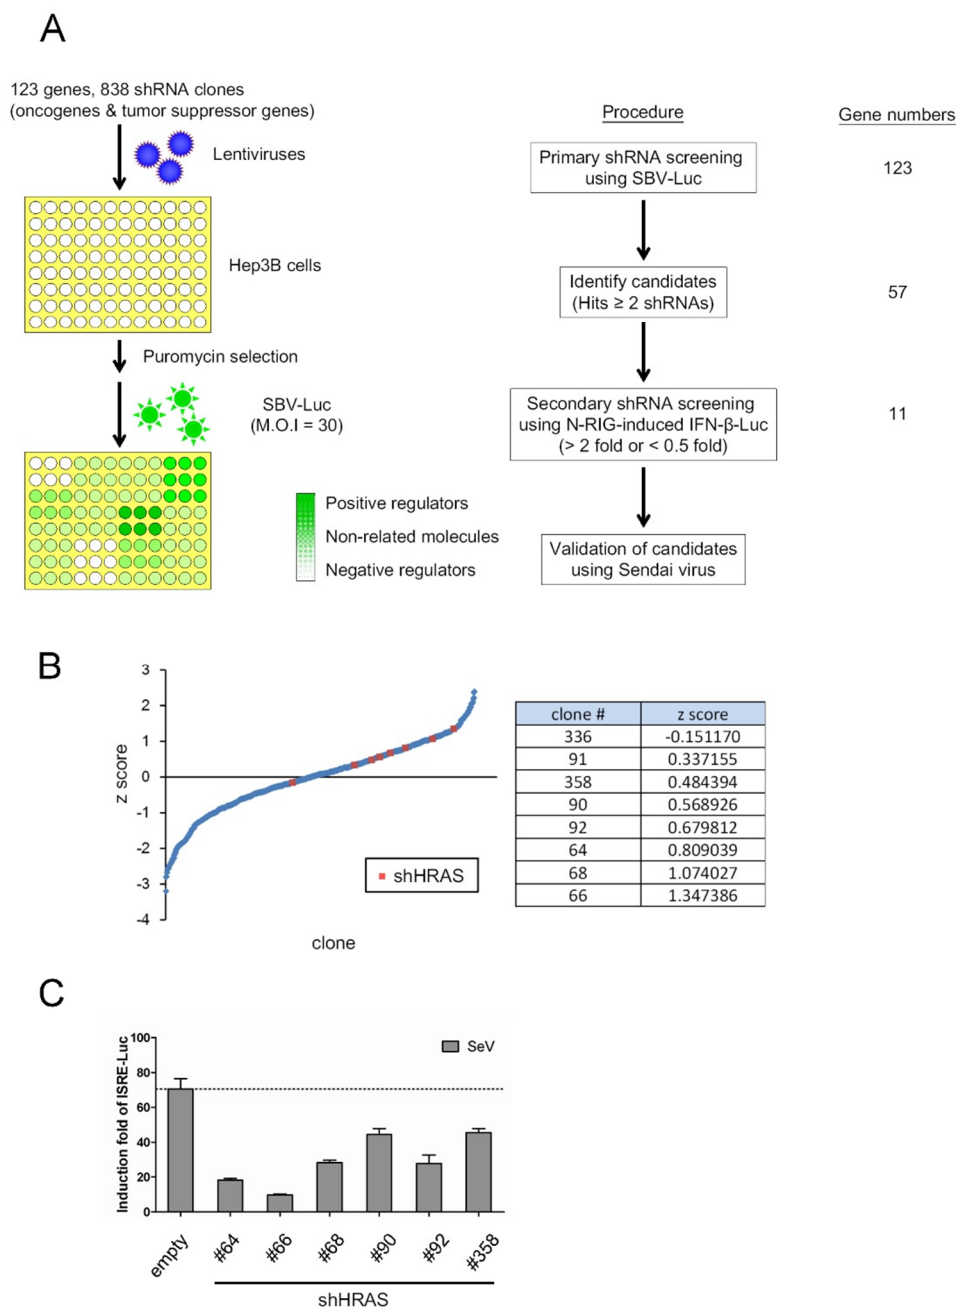 A
123 genes, 838 shRNA clones
(oncogenes & tumor suppressor genes)
Lentiviruses
Hep3B cells
Puromycin selection
SBV-Luc
(M.O.I = 30)
Positive regulators
Non-related molecules
Negative regulators
Procedure
Gene numbers
Primary shRNA screening
using SBV-Luc
123
Identify candidates
(Hits ≥ 2 shRNAs)
57
Secondary shRNA screening
using N-RIG-induced IFN-β-Luc
(> 2 fold or < 0.5 fold)
11
Validation of candidates
using Sendai virus
B
z score
3
2
1
0
-1
-2
-3
-4
shHRAS
clone
clone # z score
336 -0.151170
91 0.337155
358 0.484394
90 0.568926
92 0.679812
64 0.809039
68 1.074027
66 1.347386
C
Induction fold of ISRE-Luc
100
80
60
40
20
0
SeV
empty #64 #66 #68 #90 #92 #358
shHRAS